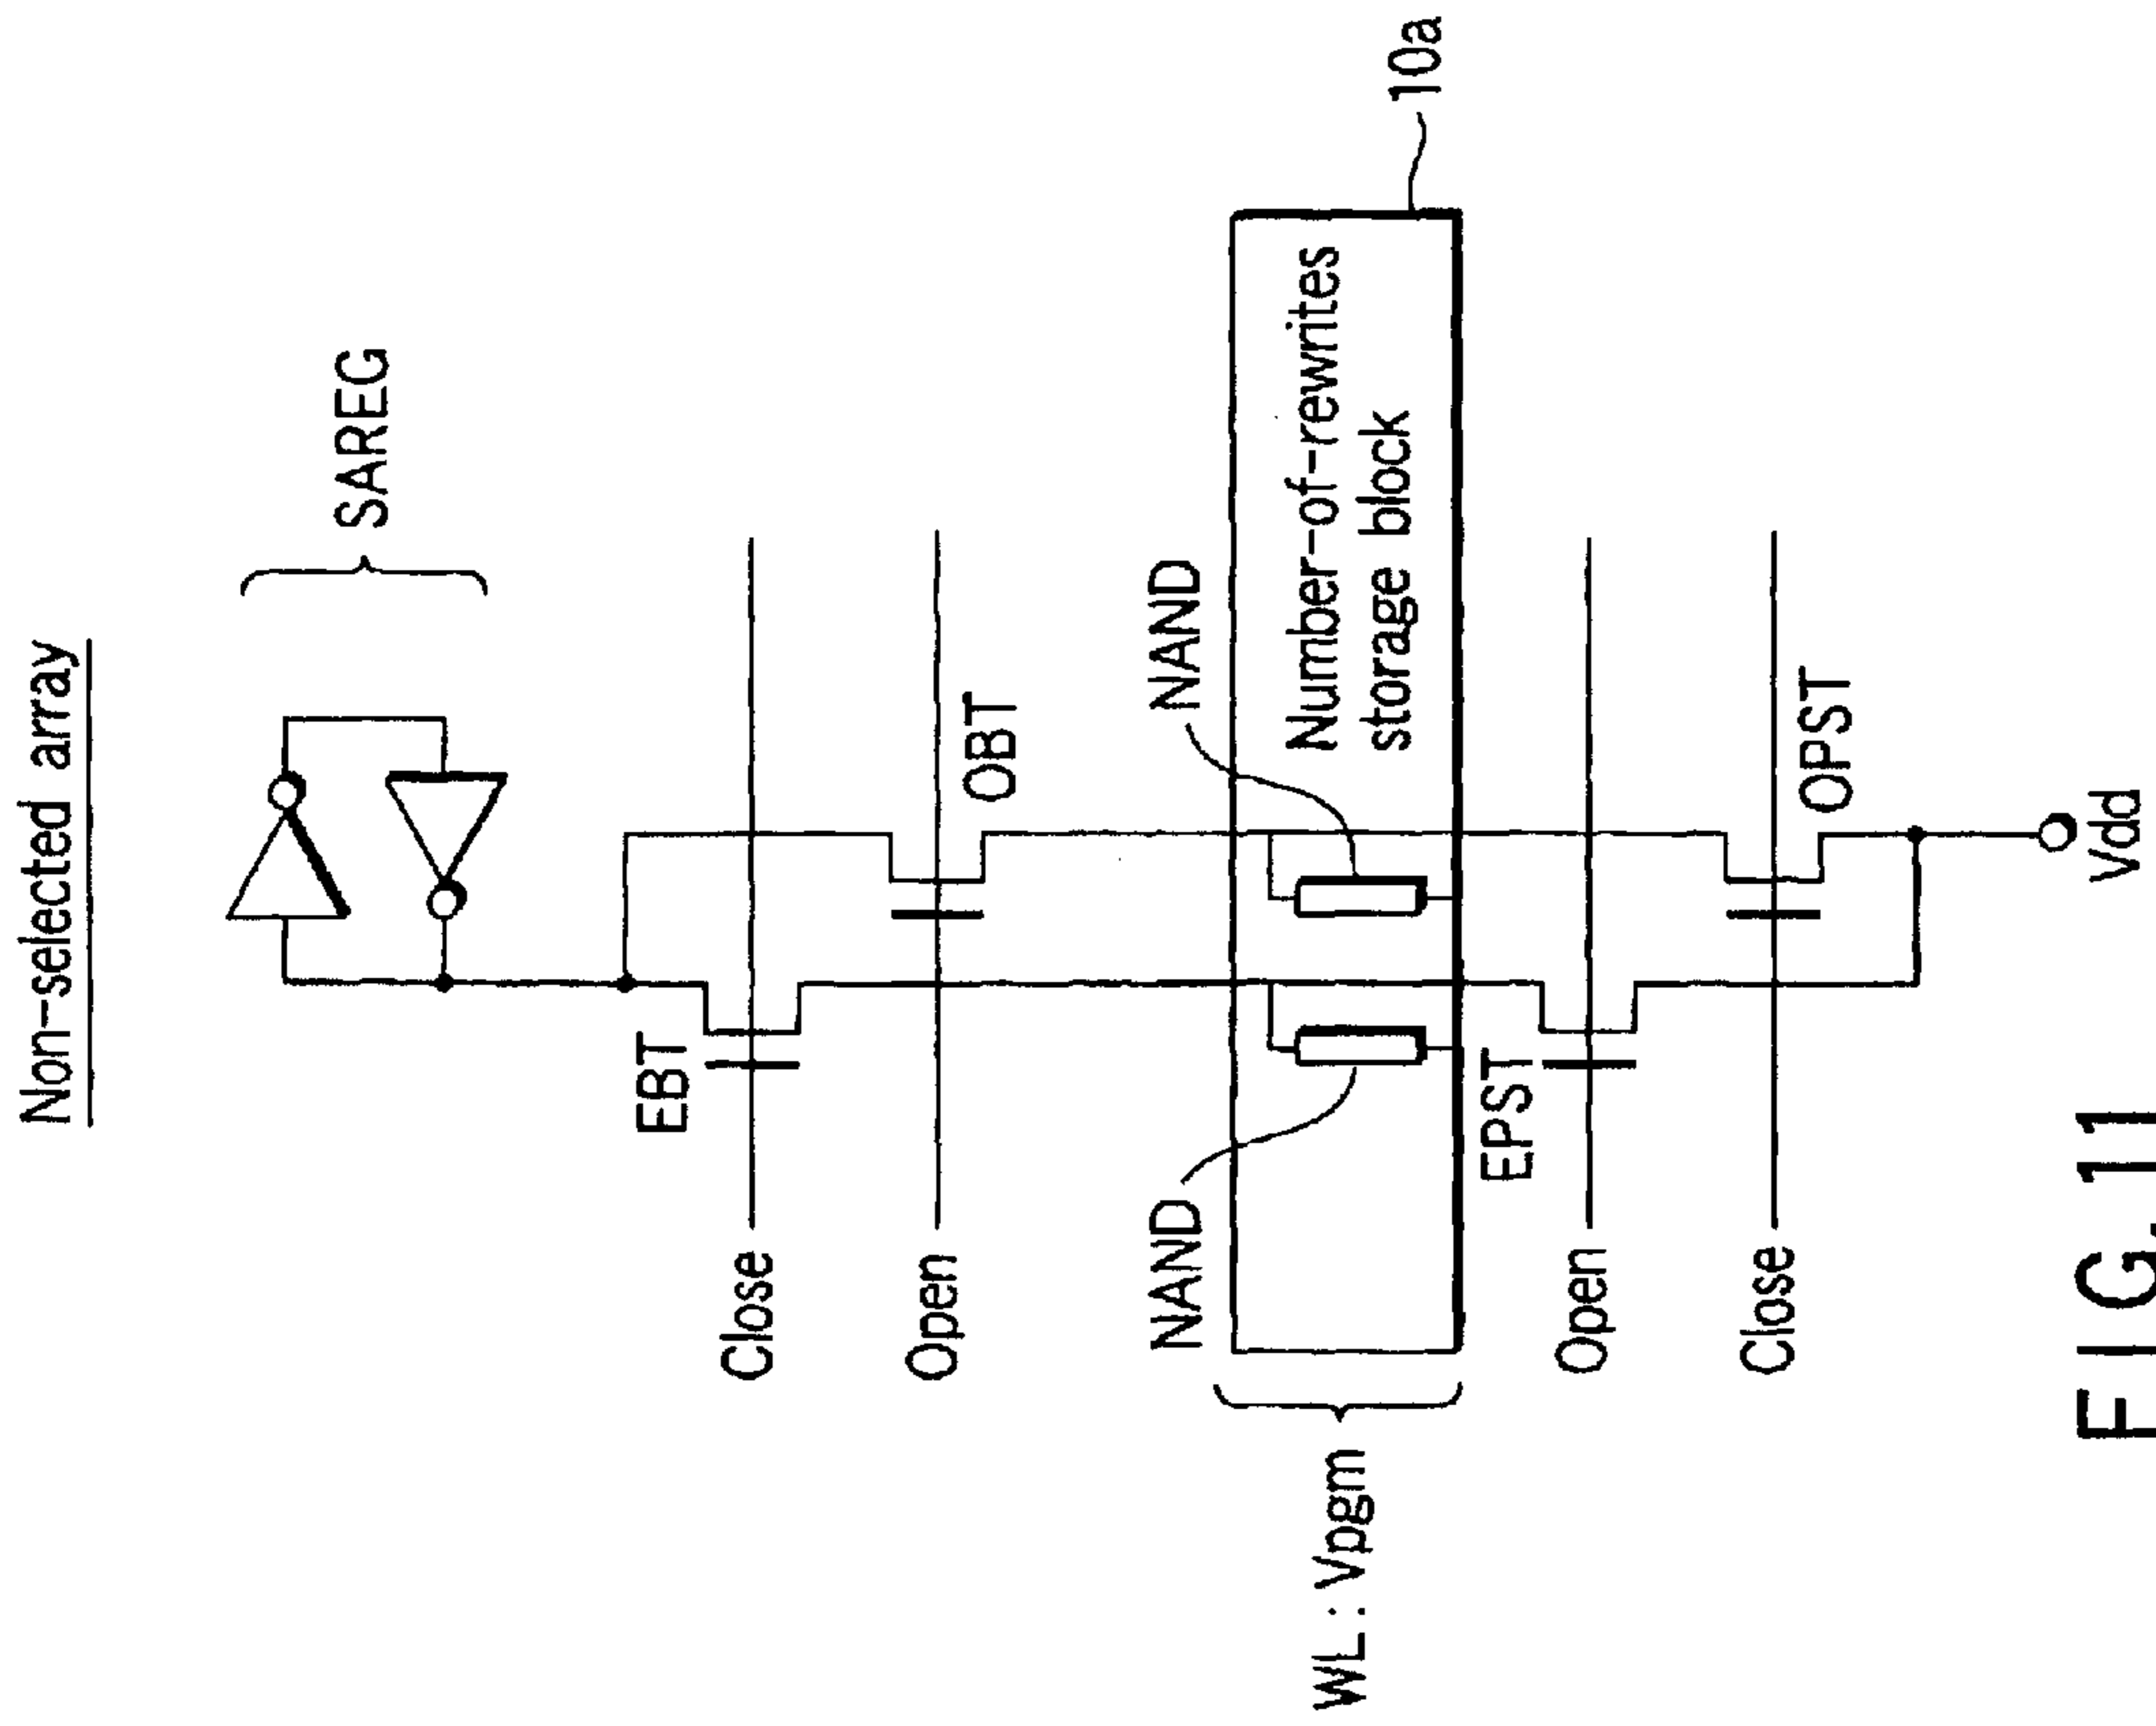 Non-selected array
SAREG
EBT
Close
OBT
Open
NAND
NAND
Number-of-rewrites
storage block
10a
WL : Vpgm
EPST
Open
OPST
Close
Vdd
FIG. 11